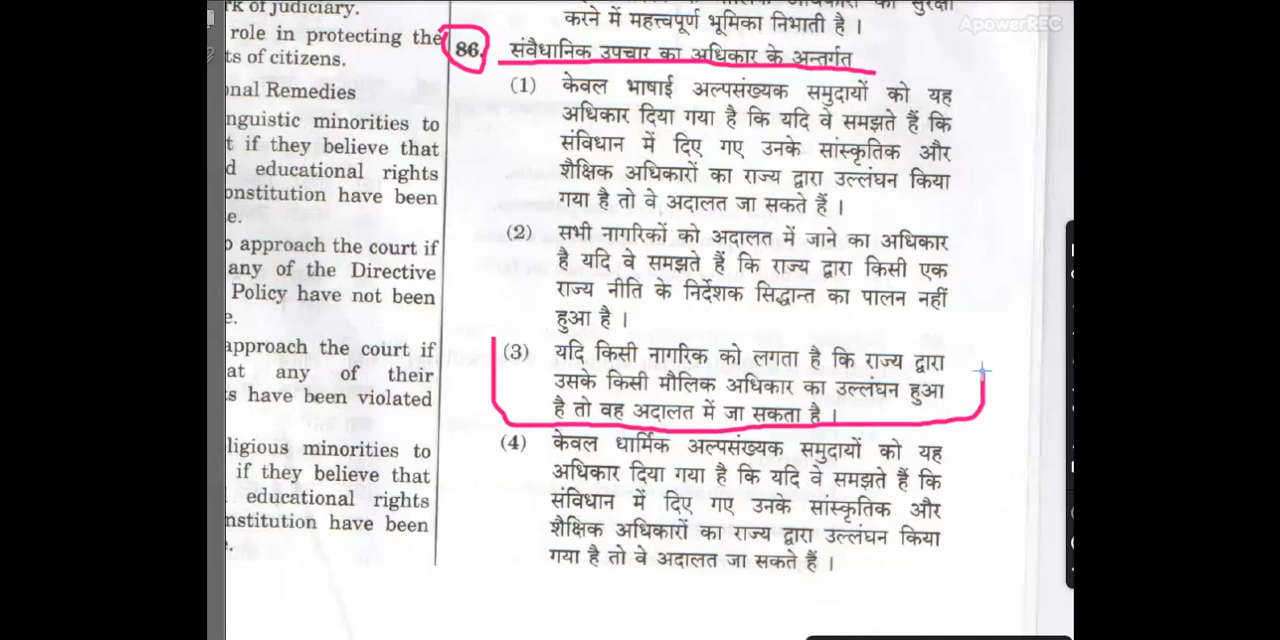 rk of judiciary.
role in protecting the
ts of citizens.
onal Remedies
nguistic minorities to
t if they believe that
d educational rights
onstitution have been
e.
o approach the court if
any of the Directive
Policy have not been
e.
approach the court if
at any of their
ts have been violated
ligious minorities to
if they believe that
educational rights
nstitution have been
करने में महत्त्वपूर्ण भूमिका निभाती है ।
86. संवैधानिक उपचार का अधिकार के अन्तर्गत
(1) केवल भाषाई अल्पसंख्यक समुदायों को यह
अधिकार दिया गया है कि यदि वे समझते हैं कि
संविधान में दिए गए उनके सांस्कृतिक और
शैक्षिक अधिकारों का राज्य द्वारा उल्लंघन किया
गया है तो वे अदालत जा सकते हैं ।
(2) सभी नागरिकों को अदालत में जाने का अधिकार
है यदि वे समझते हैं कि राज्य द्वारा किसी एक
राज्य नीति के निर्देशक सिद्धान्त का पालन नहीं
हुआ है ।
(3) यदि किसी नागरिक को लगता है कि राज्य द्वारा
उसके किसी मौलिक अधिकार का उल्लंघन हुआ
है तो वह अदालत में जा सकता है ।
(4) केवल धार्मिक अल्पसंख्यक समुदायों को यह
अधिकार दिया गया है कि यदि वे समझते हैं कि
संविधान में दिए गए उनके सांस्कृतिक और
शैक्षिक अधिकारों का राज्य द्वारा उल्लंघन किया
गया है तो वे अदालत जा सकते हैं ।
ApowerREC